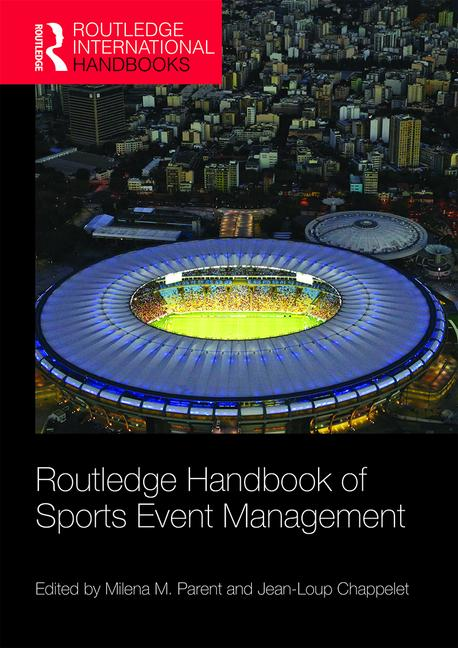 ROUTLEDGE
ROUTLEDGE
INTERNATIONAL
HANDBOOKS
Routledge Handbook of
Sports Event Management
Edited by Milena M. Parent and Jean-Loup Chappelet